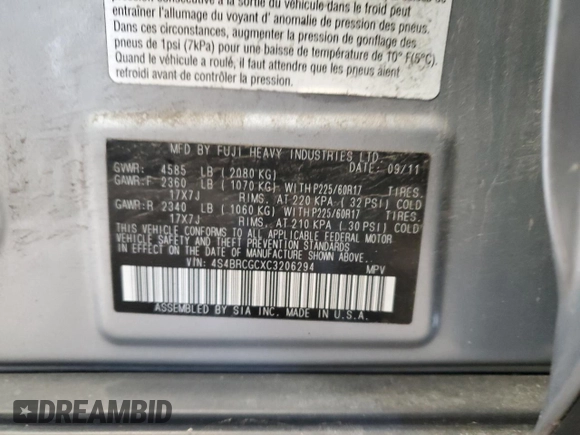 entraîner l'allumage du voyant d' anomalie de pression des pneus.
Dans ces circonstances, augmenter la pression de gonflage des
pneus de 1psi (7kPa) pour une baisse de température de 10° F(5°C).
Quand le véhicule a roulé, il faut attendre que les pneus aient
refroidi avant de contrôler la pression.
MFD BY FUJI HEAVY INDUSTRIES LTD. DATE: 09/11
GVWR: 4585 LB (2080 KG)
GAWR:F 2360 LB (1070 KG) WITH P225/60R17 TIRES.
17X7J RIMS. AT 220 KPA (32 PSI) COLD
GAWR:R 2340 LB (1060 KG) WITH P225/60R17 TIRES.
17X7J RIMS. AT 210 KPA (30 PSI) COLD
THIS VEHICLE CONFORMS TO ALL APPLICABLE FEDERAL MOTOR
VEHICLE SAFETY AND THEFT PREVENTION STANDARDS
IN EFFECT ON THE DATE OF MANUFACTURE SHOWN ABOVE.
VIN: 4S4BRCGCXC3206294 MPV
ASSEMBLED BY SIA INC. MADE IN U.S.A.
DREAMBID